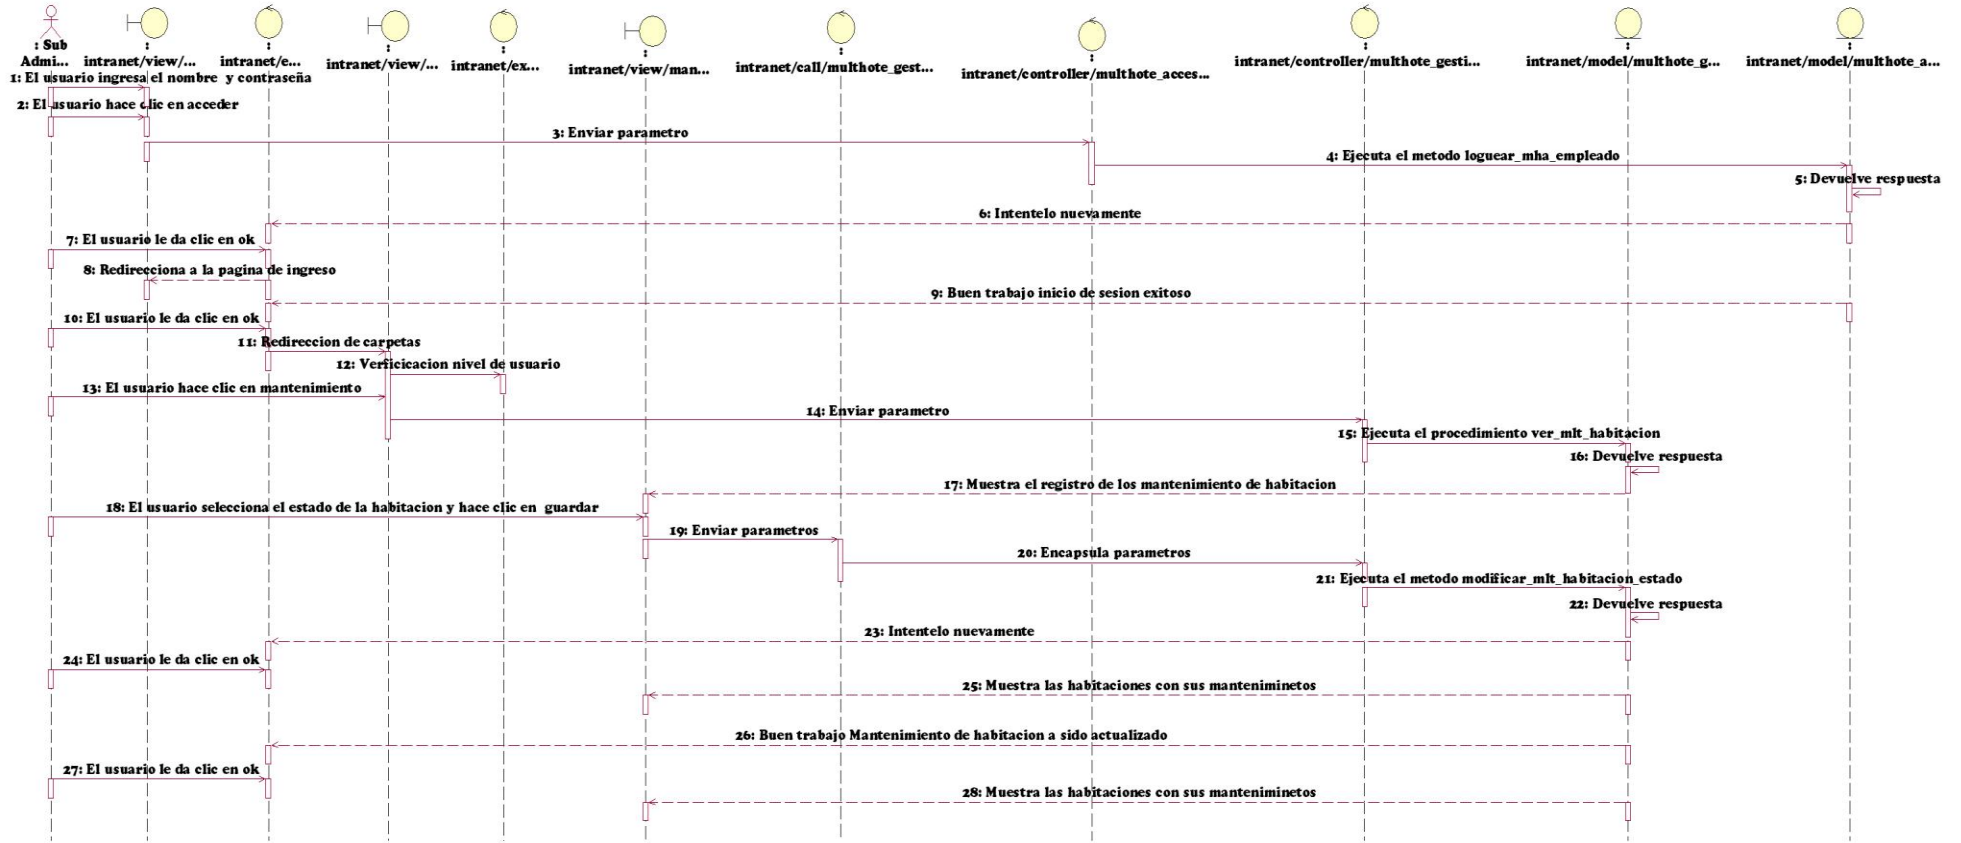 : Sub
Admi...
:
intranet/view/...
:
intranet/e...
:
intranet/view/...
:
intranet/ex...
:
intranet/view/man...
:
intranet/call/multhote_gest...
:
intranet/controller/multhote_acces...
:
intranet/controller/multhote_gesti...
:
intranet/model/multhote_g...
:
intranet/model/multhote_a...
1: El usuario ingresa el nombre y contraseña
2: El usuario hace clic en acceder
3: Enviar parametro
4: Ejecuta el metodo loguear_mha_empleado
5: Devuelve respuesta
6: Intentelo nuevamente
7: El usuario le da clic en ok
8: Redirecciona a la pagina de ingreso
9: Buen trabajo inicio de sesion exitoso
10: El usuario le da clic en ok
11: Redireccion de carpetas
12: Verficicacion nivel de usuario
13: El usuario hace clic en mantenimiento
14: Enviar parametro
15: Ejecuta el procedimiento ver_mlt_habitacion
16: Devuelve respuesta
17: Muestra el registro de los mantenimiento de habitacion
18: El usuario selecciona el estado de la habitacion y hace clic en guardar
19: Enviar parametros
20: Encapsula parametros
21: Ejecuta el metodo modificar_mlt_habitacion_estado
22: Devuelve respuesta
23: Intentelo nuevamente
24: El usuario le da clic en ok
25: Muestra las habitaciones con sus manteniminetos
26: Buen trabajo Mantenimiento de habitacion a sido actualizado
27: El usuario le da clic en ok
28: Muestra las habitaciones con sus manteniminetos